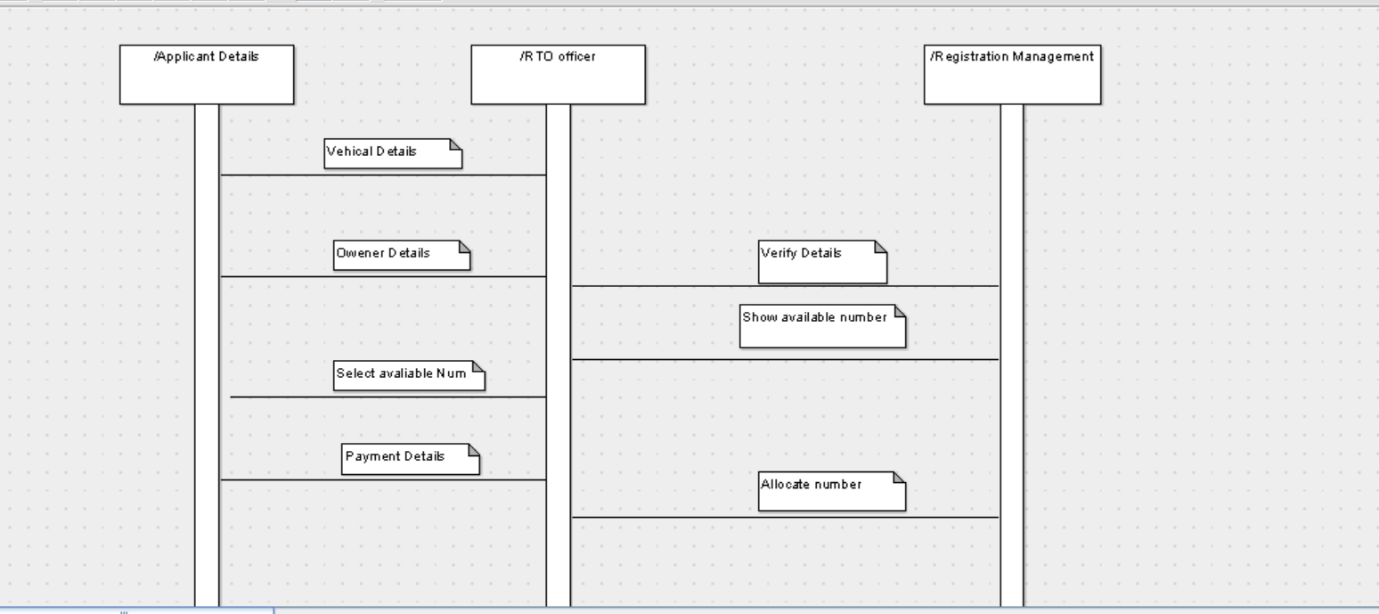 /Applicant Details
/RTO officer
/Registration Management
Vehical Details
Owener Details
Verify Details
Show available number
Select avaliable Num
Payment Details
Allocate number